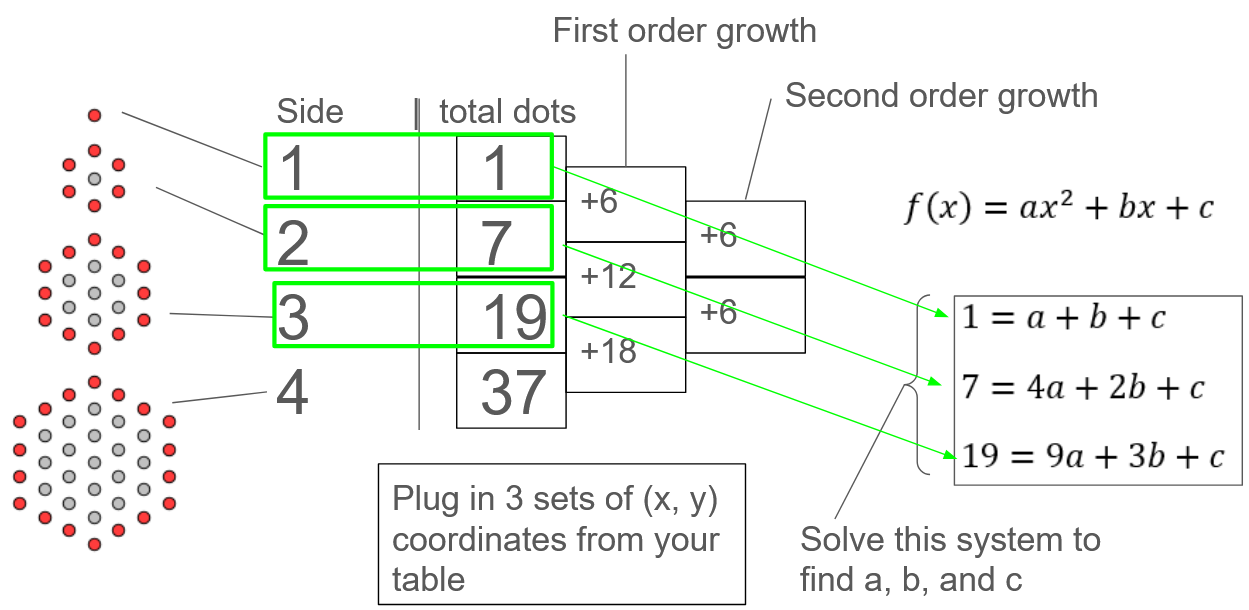 First order growth
Second order growth
Side total dots
1 1
+6
2 7
+6
+12
3 19
+6
+18
4 37
f(x) = ax² + bx + c
1 = a + b + c
7 = 4a + 2b + c
19 = 9a + 3b + c
Plug in 3 sets of (x, y)
coordinates from your
table
Solve this system to
find a, b, and c